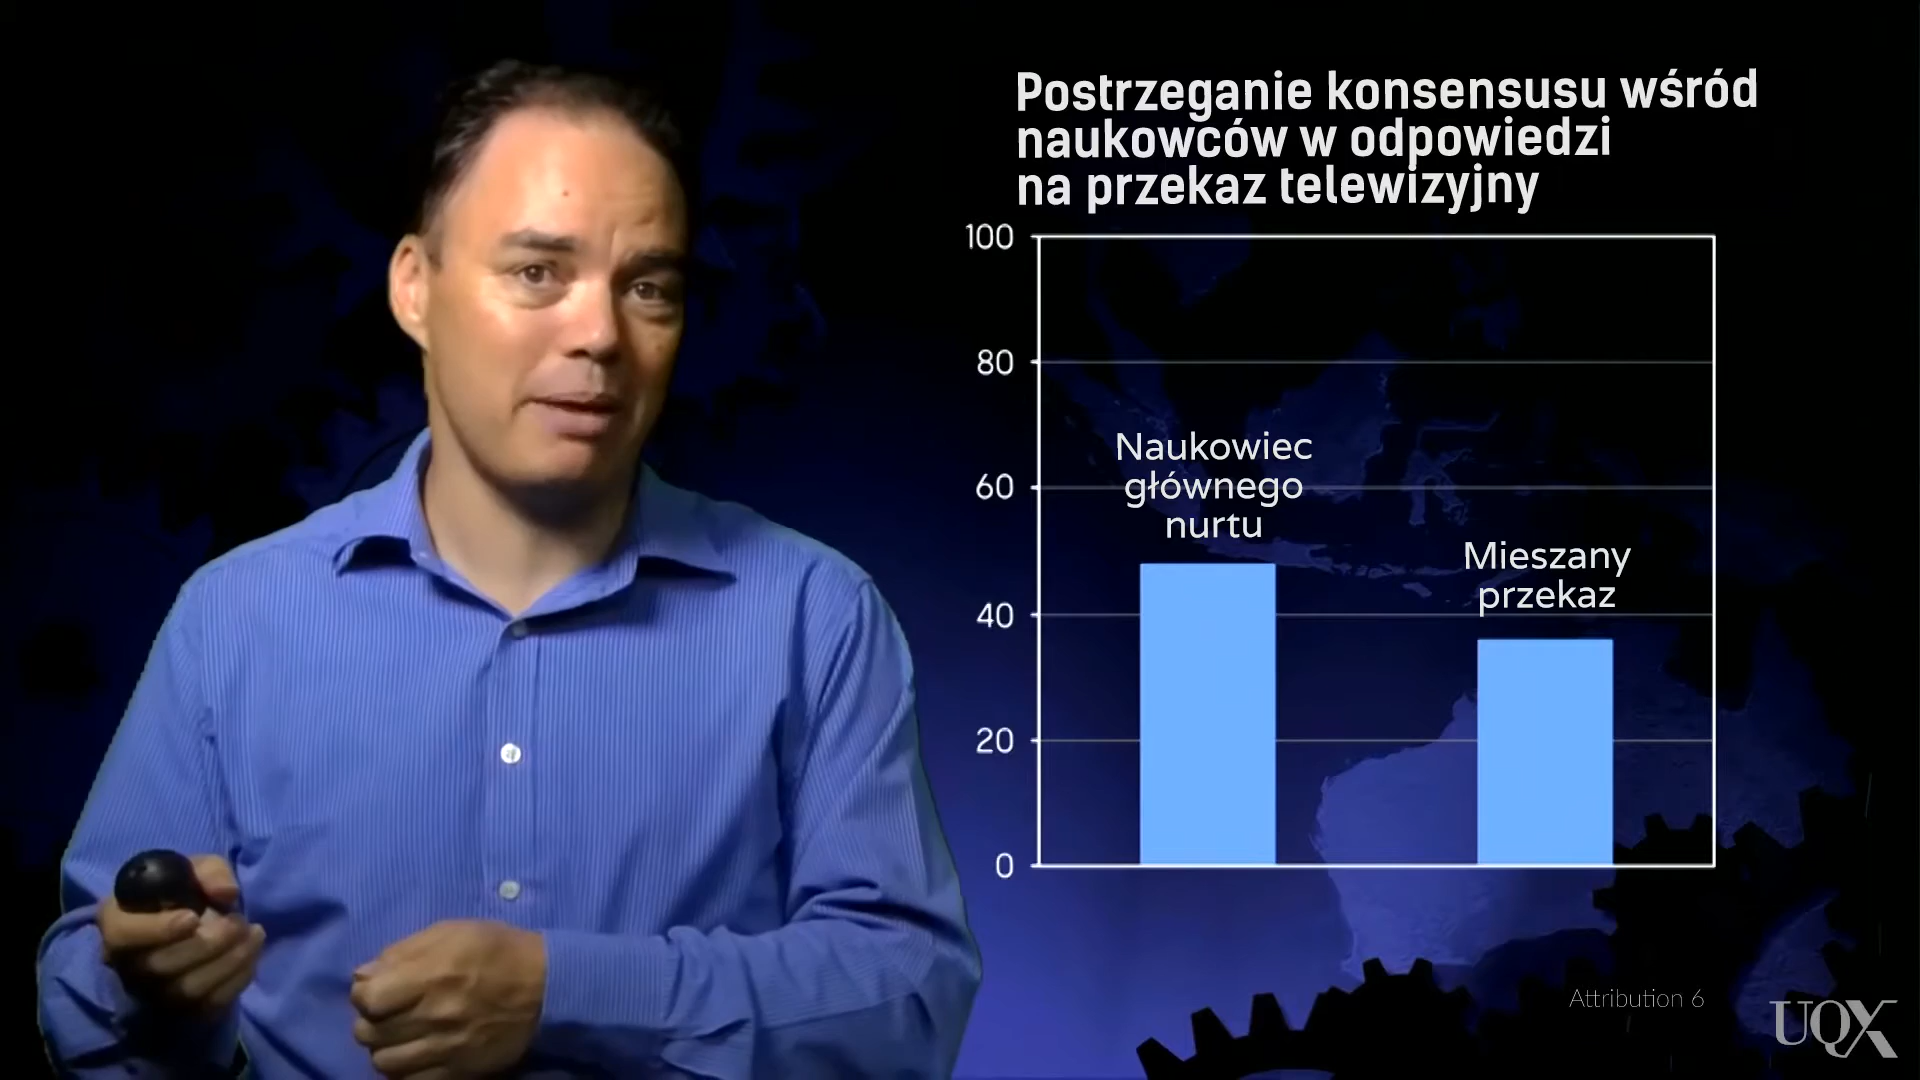 Postrzeganie konsensusu wśród
naukowców w odpowiedzi
na przekaz telewizyjny
100
80
60
40
20
0
Naukowiec
głównego
nurtu
Mieszany
przekaz
Attribution 6
UQX